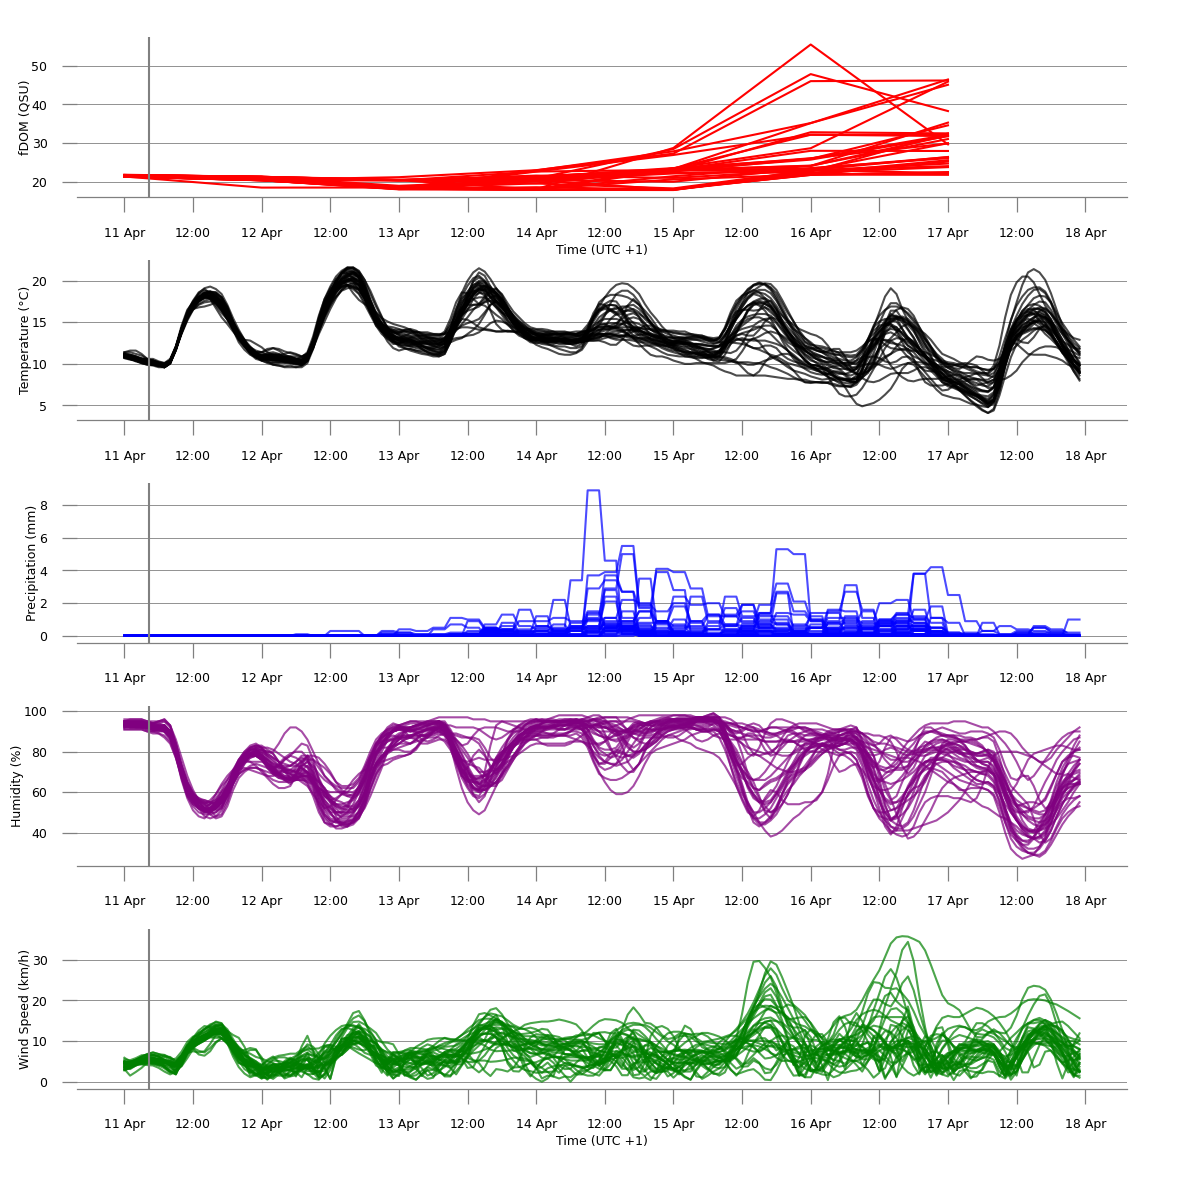 fDOM (QSU)
50
40
30
20
11 Apr 12:00 12 Apr 12:00 13 Apr 12:00 14 Apr 12:00 15 Apr 12:00 16 Apr 12:00 17 Apr 12:00 18 Apr
Time (UTC +1)
Temperature (°C)
20
15
10
5
11 Apr 12:00 12 Apr 12:00 13 Apr 12:00 14 Apr 12:00 15 Apr 12:00 16 Apr 12:00 17 Apr 12:00 18 Apr
Precipitation (mm)
8
6
4
2
0
11 Apr 12:00 12 Apr 12:00 13 Apr 12:00 14 Apr 12:00 15 Apr 12:00 16 Apr 12:00 17 Apr 12:00 18 Apr
Humidity (%)
100
80
60
40
11 Apr 12:00 12 Apr 12:00 13 Apr 12:00 14 Apr 12:00 15 Apr 12:00 16 Apr 12:00 17 Apr 12:00 18 Apr
Wind Speed (km/h)
30
20
10
0
11 Apr 12:00 12 Apr 12:00 13 Apr 12:00 14 Apr 12:00 15 Apr 12:00 16 Apr 12:00 17 Apr 12:00 18 Apr
Time (UTC +1)